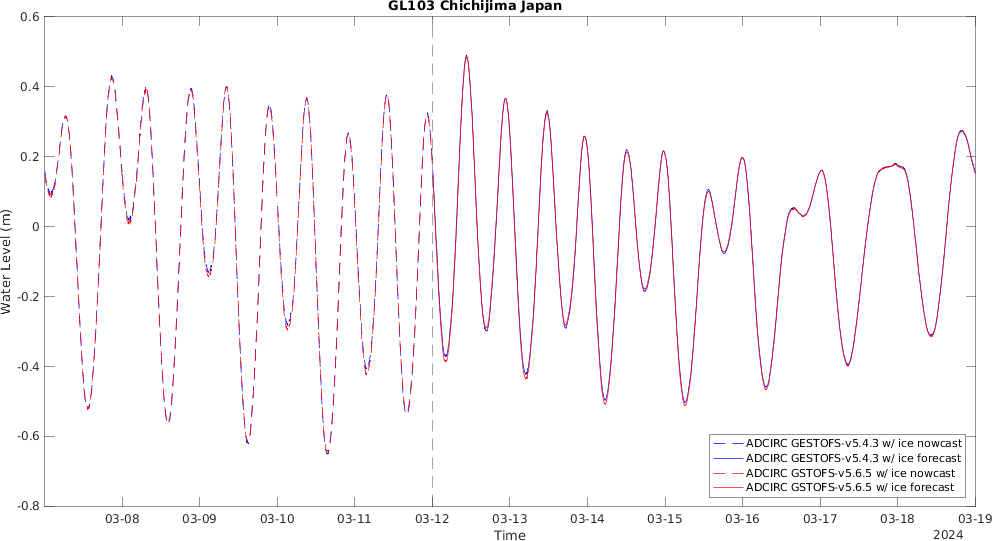 GL103 Chichijima Japan
0.6
0.4
0.2
0
-0.2
-0.4
-0.6
-0.8
Water Level (m)
ADCIRC GESTOFS-v5.4.3 w/ ice nowcast
ADCIRC GESTOFS-v5.4.3 w/ ice forecast
ADCIRC GSTOFS-v5.6.5 w/ ice nowcast
ADCIRC GSTOFS-v5.6.5 w/ ice forecast
03-08 03-09 03-10 03-11 03-12 03-13 03-14 03-15 03-16 03-17 03-18 03-19
Time
2024